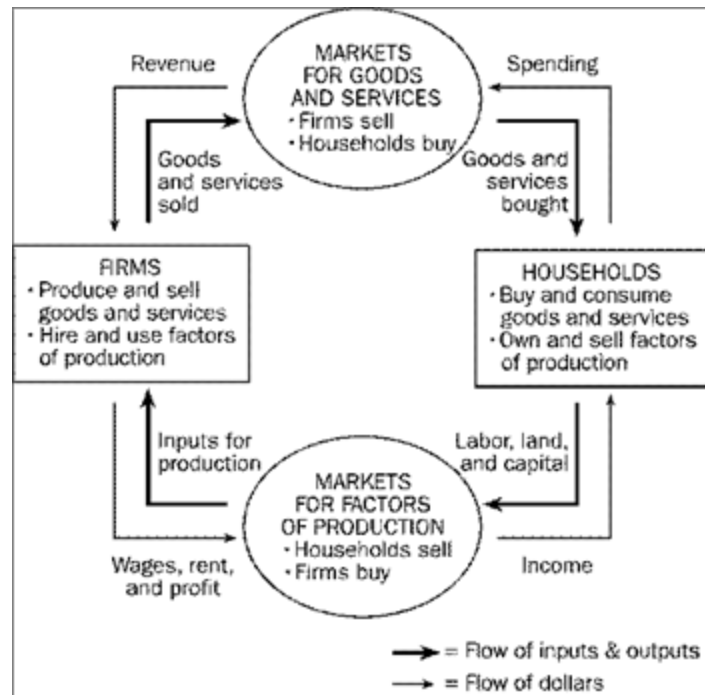 Revenue
MARKETS
FOR GOODS
AND SERVICES
• Firms sell
• Households buy
Spending
Goods
and services
sold
Goods and
services
bought
FIRMS
• Produce and sell
goods and services
• Hire and use factors
of production
HOUSEHOLDS
• Buy and consume
goods and services
• Own and sell factors
of production
Inputs for
production
Labor, land,
and capital
MARKETS
FOR FACTORS
OF PRODUCTION
• Households sell
• Firms buy
Wages, rent,
and profit
Income
= Flow of inputs & outputs
= Flow of dollars